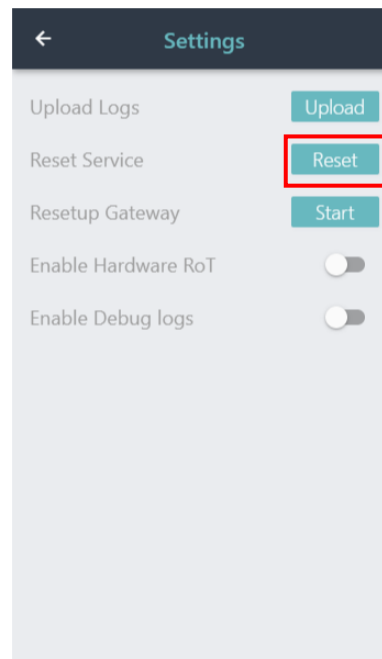 Settings
Upload Logs Upload
Reset Service Reset
Resetup Gateway Start
Enable Hardware RoT
Enable Debug logs